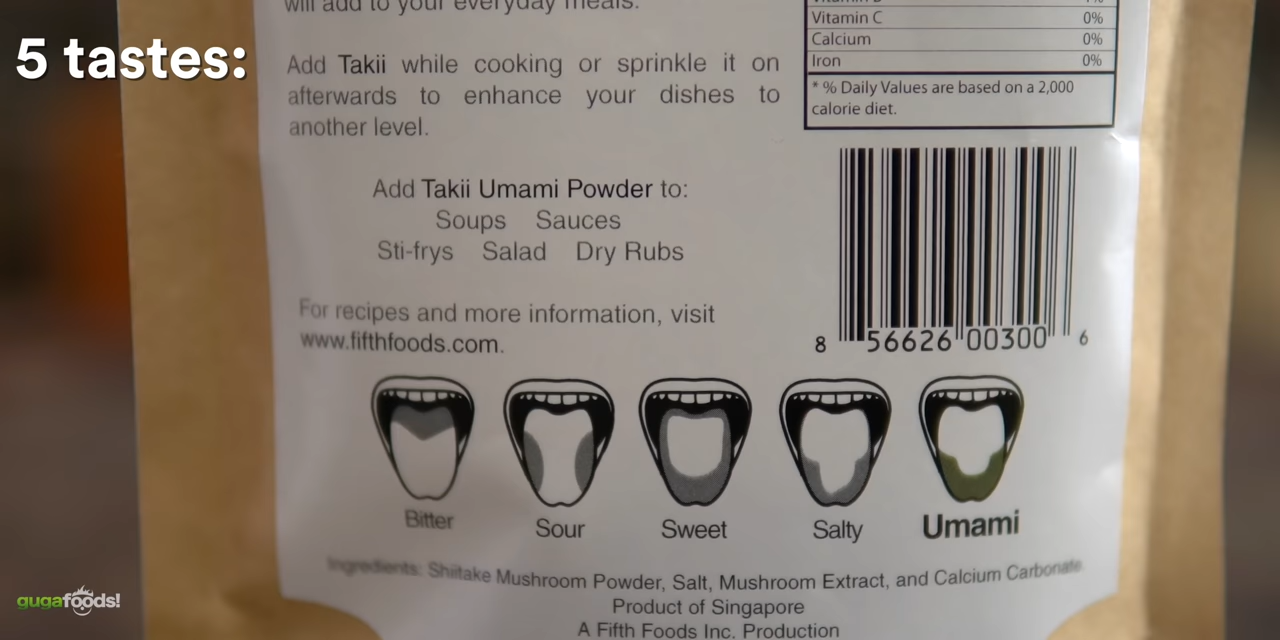 5 tastes:
will add to your everyday meals.
Add Takii while cooking or sprinkle it on
afterwards to enhance your dishes to
another level.
Add Takii Umami Powder to:
Soups Sauces
Sti-frys Salad Dry Rubs
For recipes and more information, visit
www.fifthfoods.com.
Vitamin C 0%
Calcium 0%
Iron 0%
* % Daily Values are based on a 2,000
calorie diet.
8 56626 00300 6
Bitter Sour Sweet Salty Umami
Ingredients: Shiitake Mushroom Powder, Salt, Mushroom Extract, and Calcium Carbonate
Product of Singapore
A Fifth Foods Inc. Production
gugafoods!